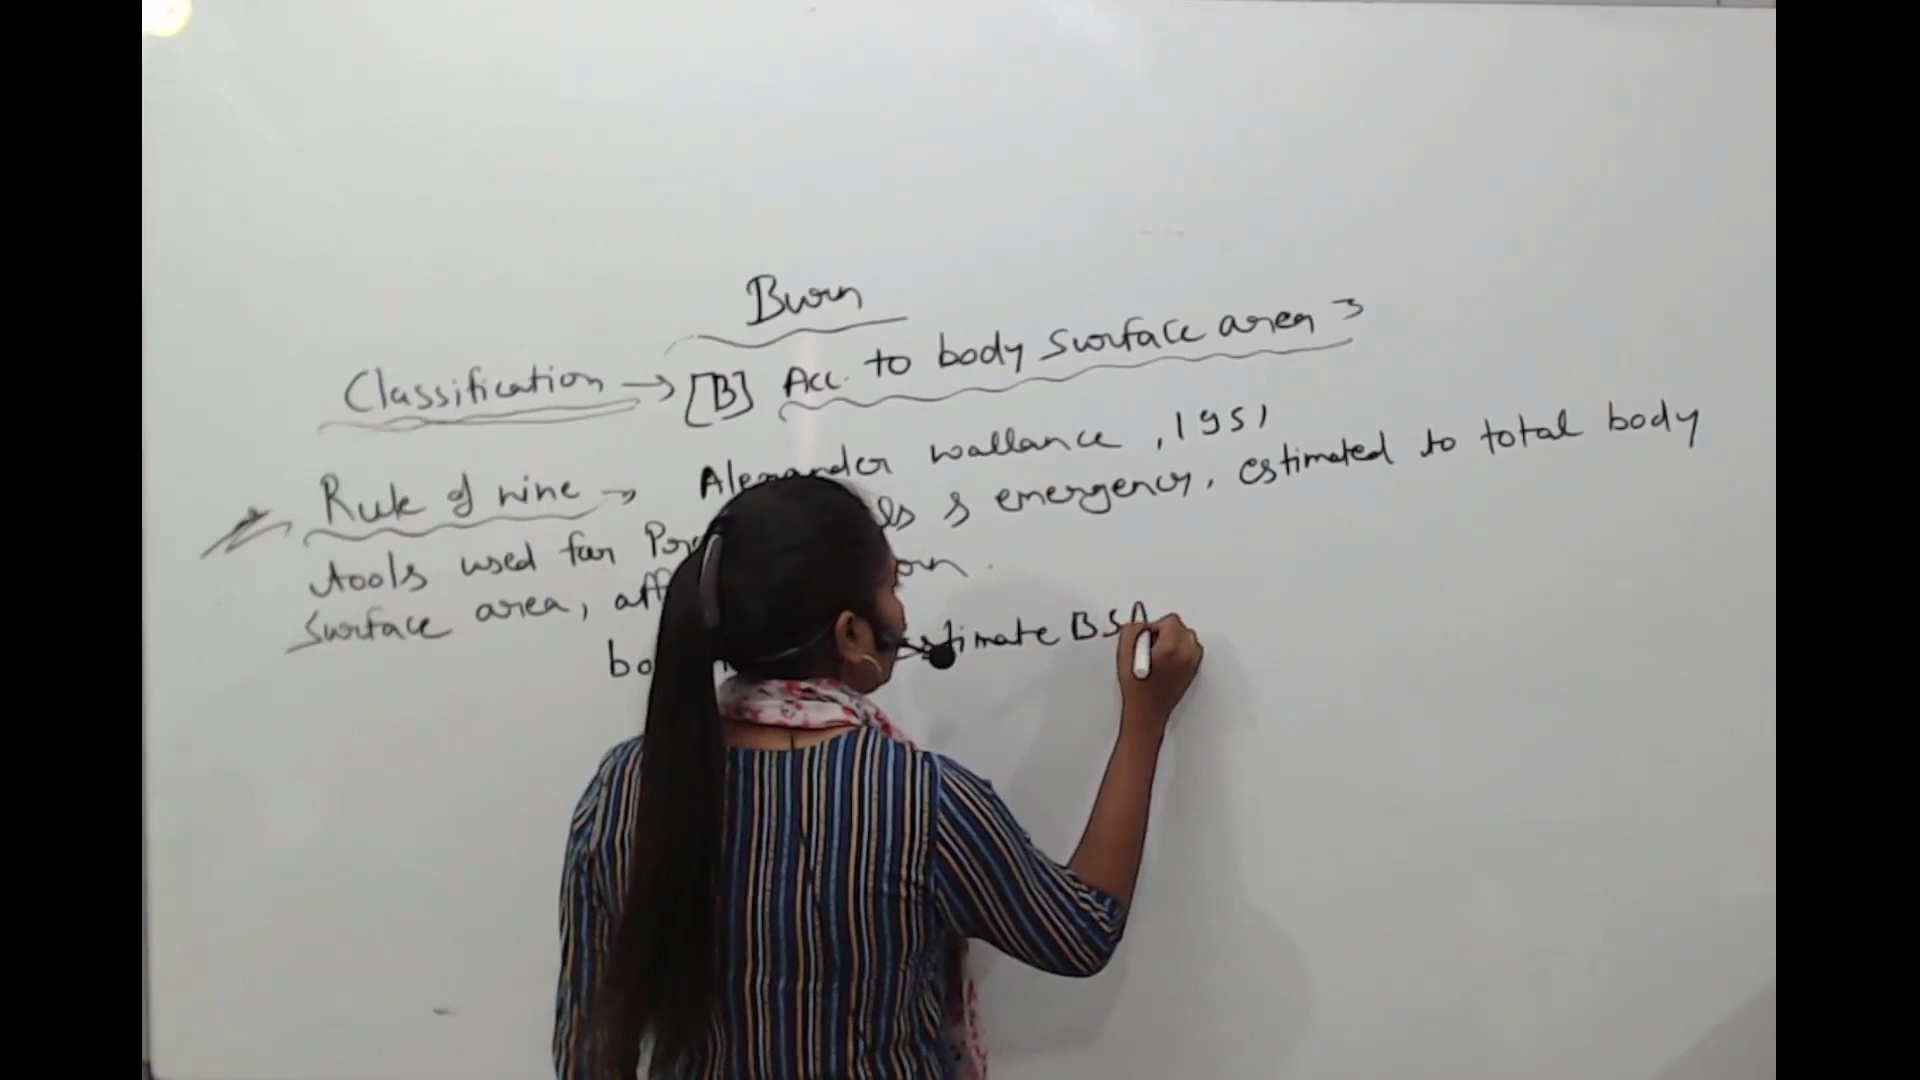 Burn
Classification → [B] Acc. to body surface area →
Rule of nine → Alexander wallance, 1951
tools used for & emergency, estimated to total body
surface area,
estimate BSA